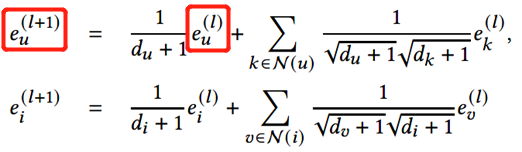 e_u^{(l+1)} = \frac{1}{d_u + 1} e_u^{(l)} + \sum_{k \in \mathcal{N}(u)} \frac{1}{\sqrt{d_u + 1}\sqrt{d_k + 1}} e_k^{(l)},
e_i^{(l+1)} = \frac{1}{d_i + 1} e_i^{(l)} + \sum_{v \in \mathcal{N}(i)} \frac{1}{\sqrt{d_v + 1}\sqrt{d_i + 1}} e_v^{(l)}